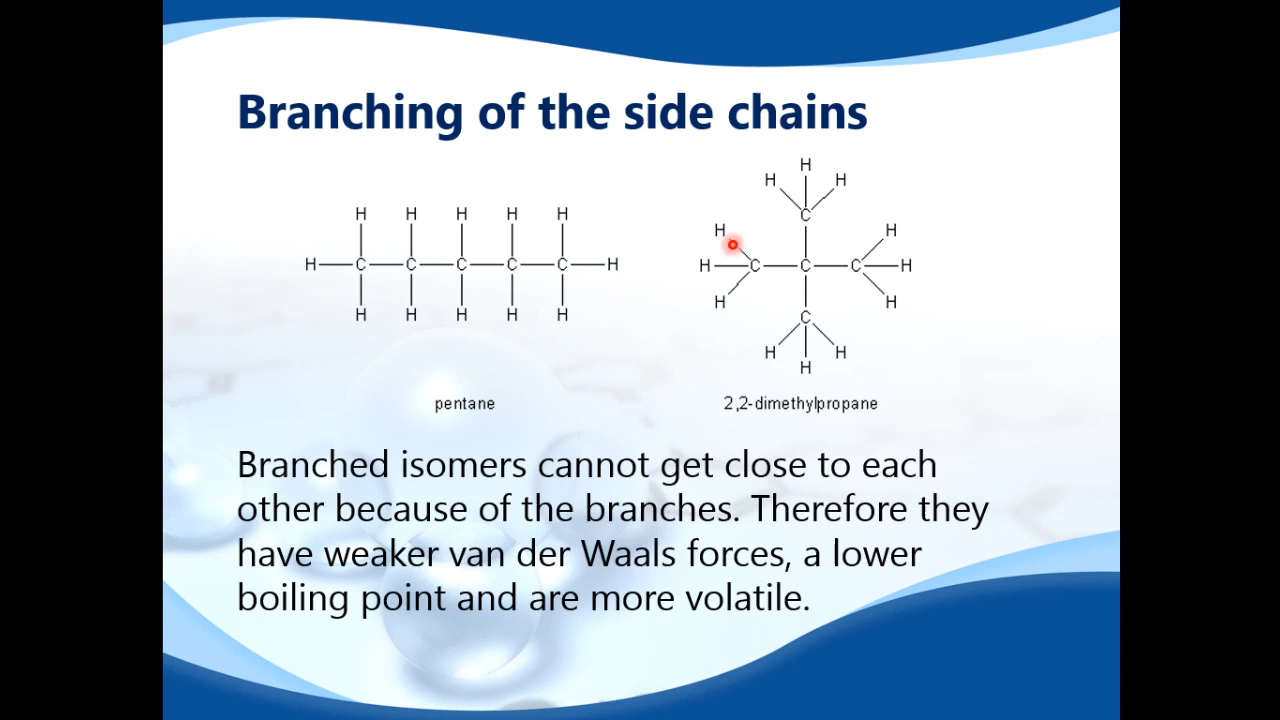 Branching of the side chains
H
H H
H H H H H
C
H H
H C C C C C H
H C C C H
H H H H H
H H
C
H H
H
pentane
2,2-dimethylpropane
Branched isomers cannot get close to each
other because of the branches. Therefore they
have weaker van der Waals forces, a lower
boiling point and are more volatile.